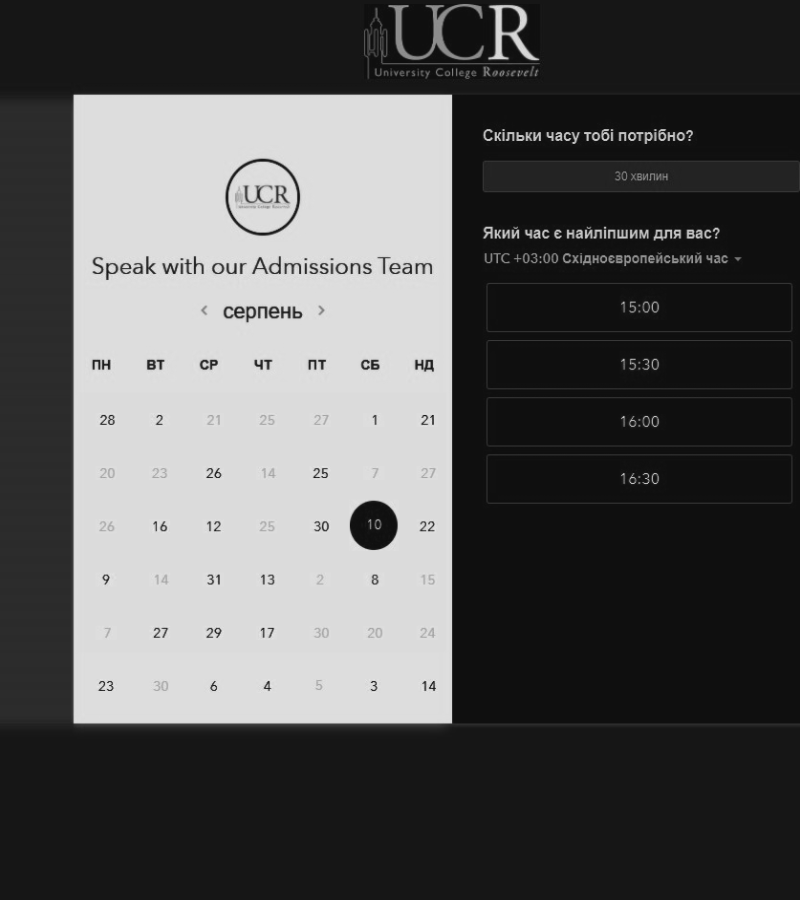 UCR
University College Roosevelt
UCR
Speak with our Admissions Team
‹ серпень ›
ПН ВТ СР ЧТ ПТ СБ НД
28 2 21 25 27 1 21
20 23 26 14 25 7 27
26 16 12 25 30 10 22
9 14 31 13 2 8 15
7 27 29 17 30 20 24
23 30 6 4 5 3 14
Скільки часу тобі потрібно?
30 хвилин
Який час є найліпшим для вас?
UTC +03:00 Східноєвропейський час
15:00
15:30
16:00
16:30